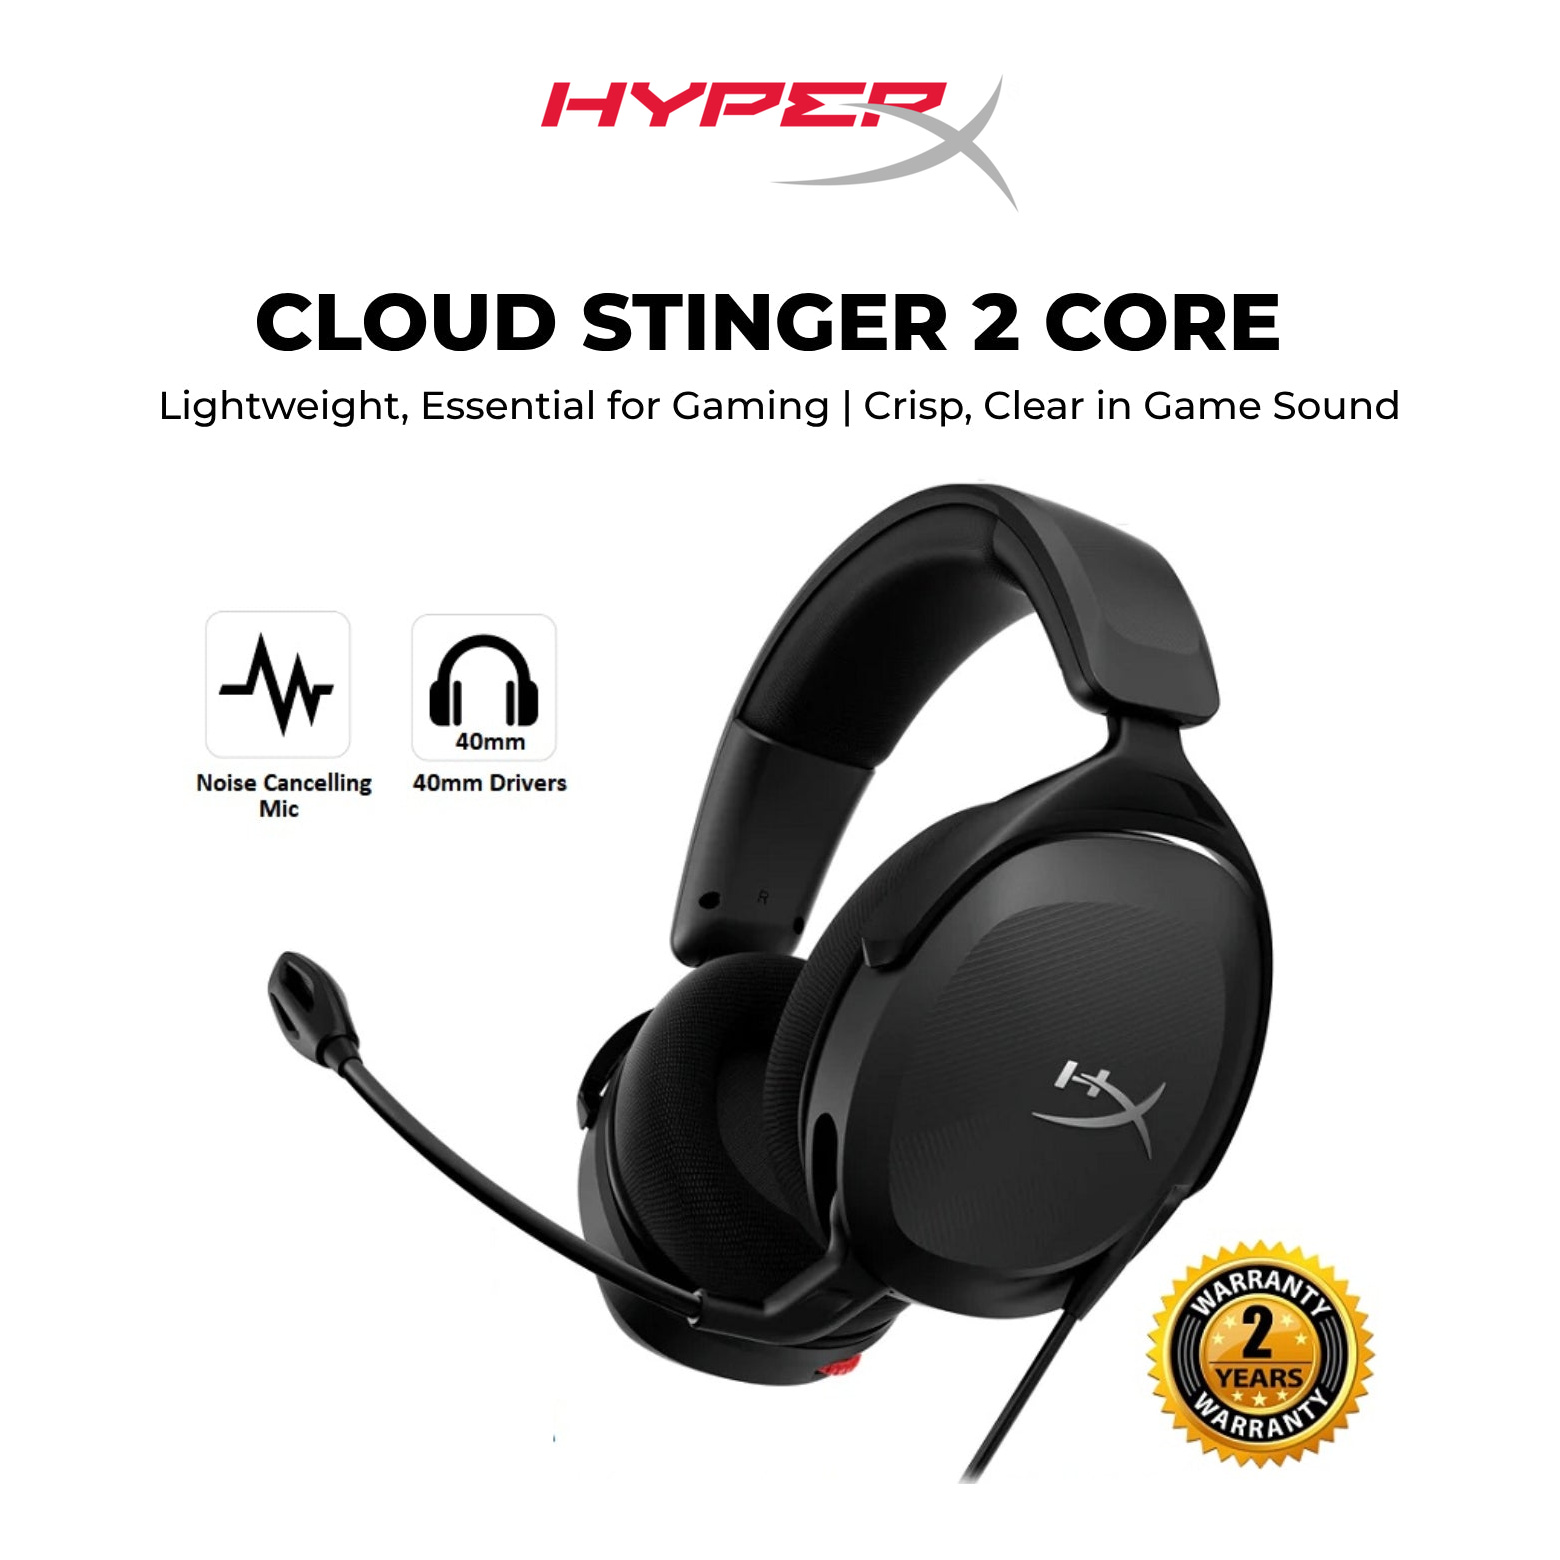 HYPERX
CLOUD STINGER 2 CORE
Lightweight, Essential for Gaming | Crisp, Clear in Game Sound
40mm
Noise Cancelling
Mic
40mm Drivers
R
HX
WARRANTY
2
YEARS
WARRANTY